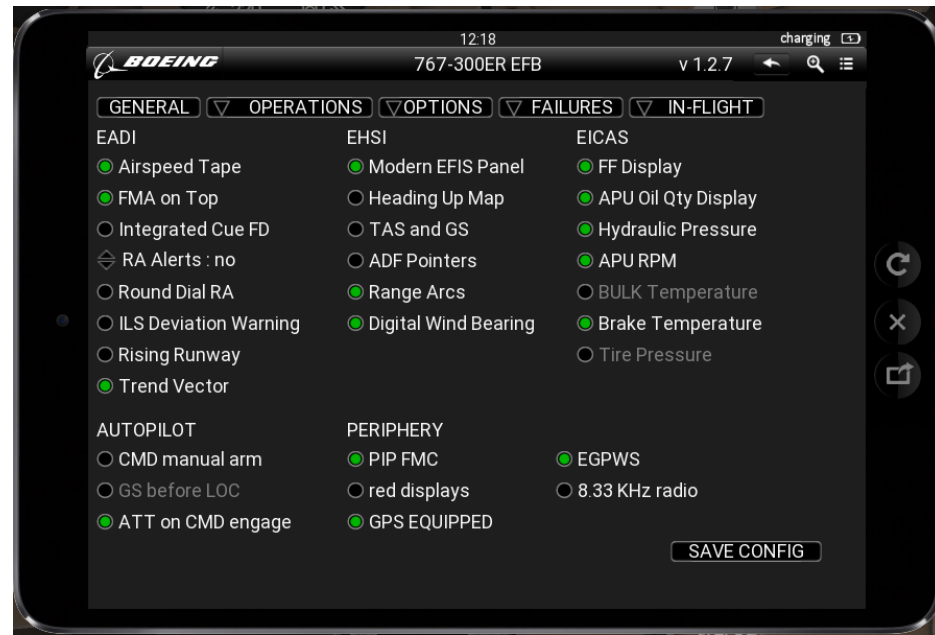 12:18 charging
BOEING 767-300ER EFB v 1.2.7
GENERAL OPERATIONS OPTIONS FAILURES IN-FLIGHT
EADI EHSI EICAS
Airspeed Tape Modern EFIS Panel FF Display
FMA on Top Heading Up Map APU Oil Qty Display
Integrated Cue FD TAS and GS Hydraulic Pressure
RA Alerts : no ADF Pointers APU RPM
Round Dial RA Range Arcs BULK Temperature
ILS Deviation Warning Digital Wind Bearing Brake Temperature
Rising Runway Tire Pressure
Trend Vector
AUTOPILOT PERIPHERY
CMD manual arm PIP FMC EGPWS
GS before LOC red displays 8.33 KHz radio
ATT on CMD engage GPS EQUIPPED
SAVE CONFIG